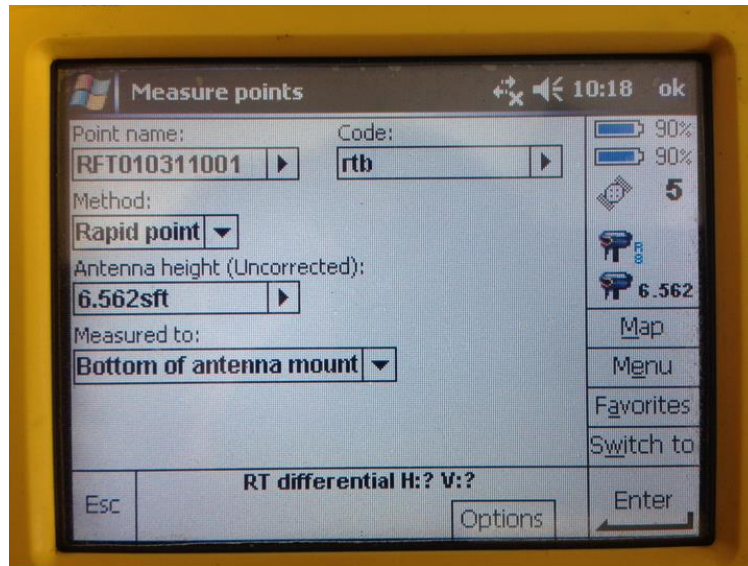 Measure points 10:18 ok
Point name: Code:
RFT010311001 rtb
Method:
Rapid point
Antenna height (Uncorrected):
6.562sft
Measured to:
Bottom of antenna mount
90%
90%
5
R
8
6.562
Map
Menu
Favorites
Switch to
Enter
RT differential H:? V:?
Esc
Options